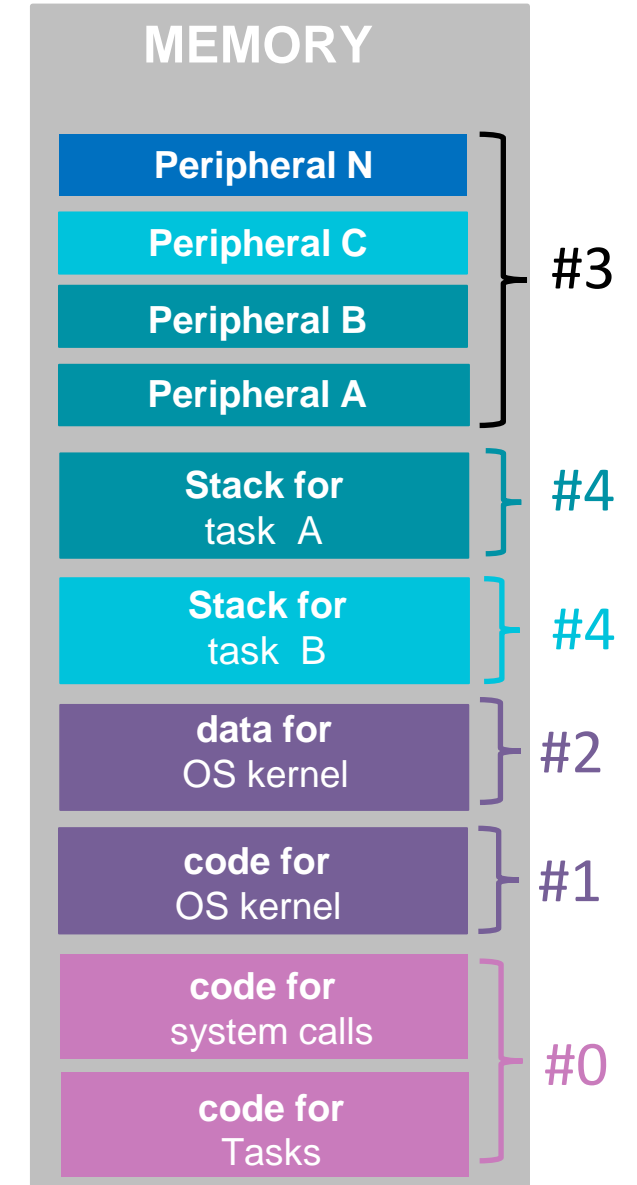 MEMORY
Peripheral N
Peripheral C
#3
Peripheral B
Peripheral A
Stack for
task A
#4
Stack for
task B
#4
data for
OS kernel
#2
code for
OS kernel
#1
code for
system calls
#0
code for
Tasks